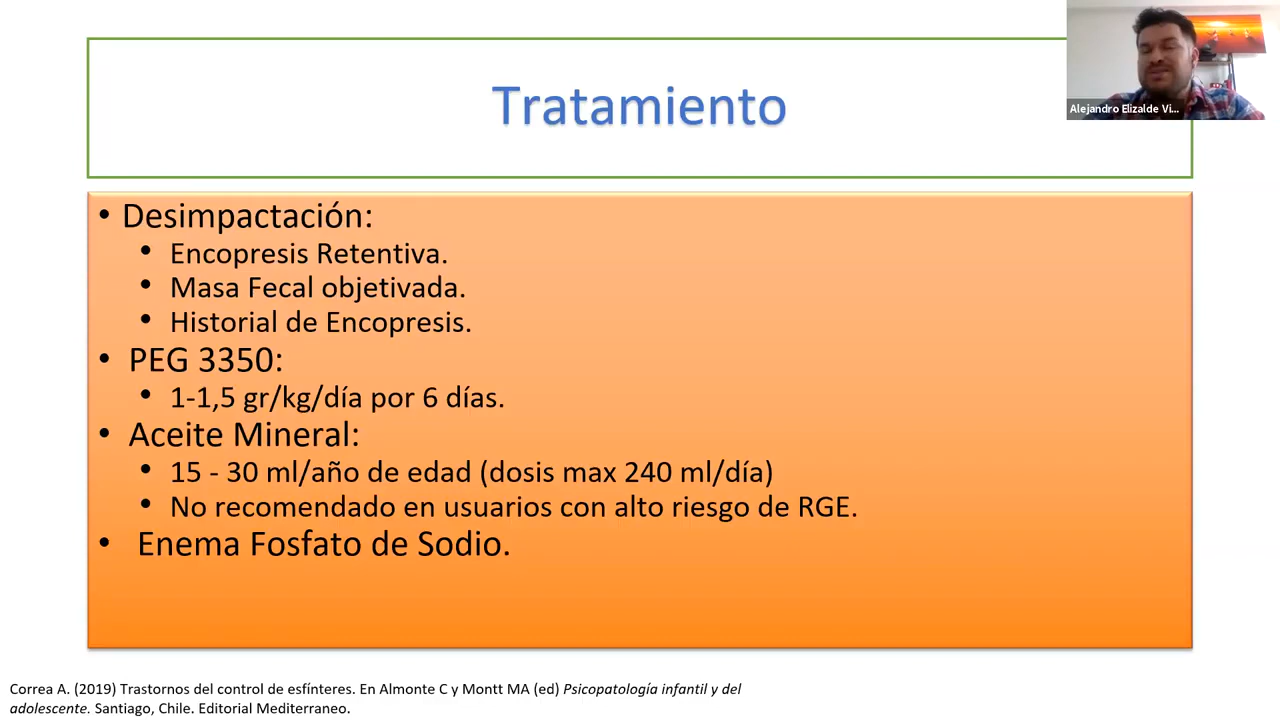 Tratamiento
Alejandro Elizalde Vi...
• Desimpactación:
• Encopresis Retentiva.
• Masa Fecal objetivada.
• Historial de Encopresis.
• PEG 3350:
• 1-1,5 gr/kg/día por 6 días.
• Aceite Mineral:
• 15 - 30 ml/año de edad (dosis max 240 ml/día)
• No recomendado en usuarios con alto riesgo de RGE.
• Enema Fosfato de Sodio.
Correa A. (2019) Trastornos del control de esfínteres. En Almonte C y Montt MA (ed) Psicopatología infantil y del
adolescente. Santiago, Chile. Editorial Mediterraneo.